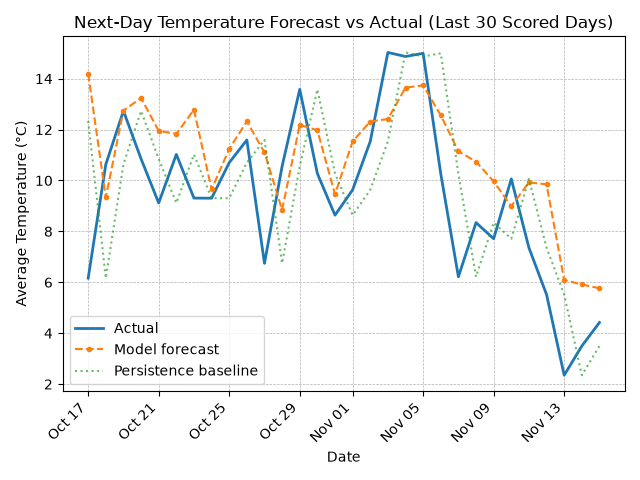 Next-Day Temperature Forecast vs Actual (Last 30 Scored Days)
Average Temperature (°C)
14
12
10
8
6
4
2
Actual
Model forecast
Persistence baseline
Oct 17
Oct 21
Oct 25
Oct 29
Nov 01
Nov 05
Nov 09
Nov 13
Date